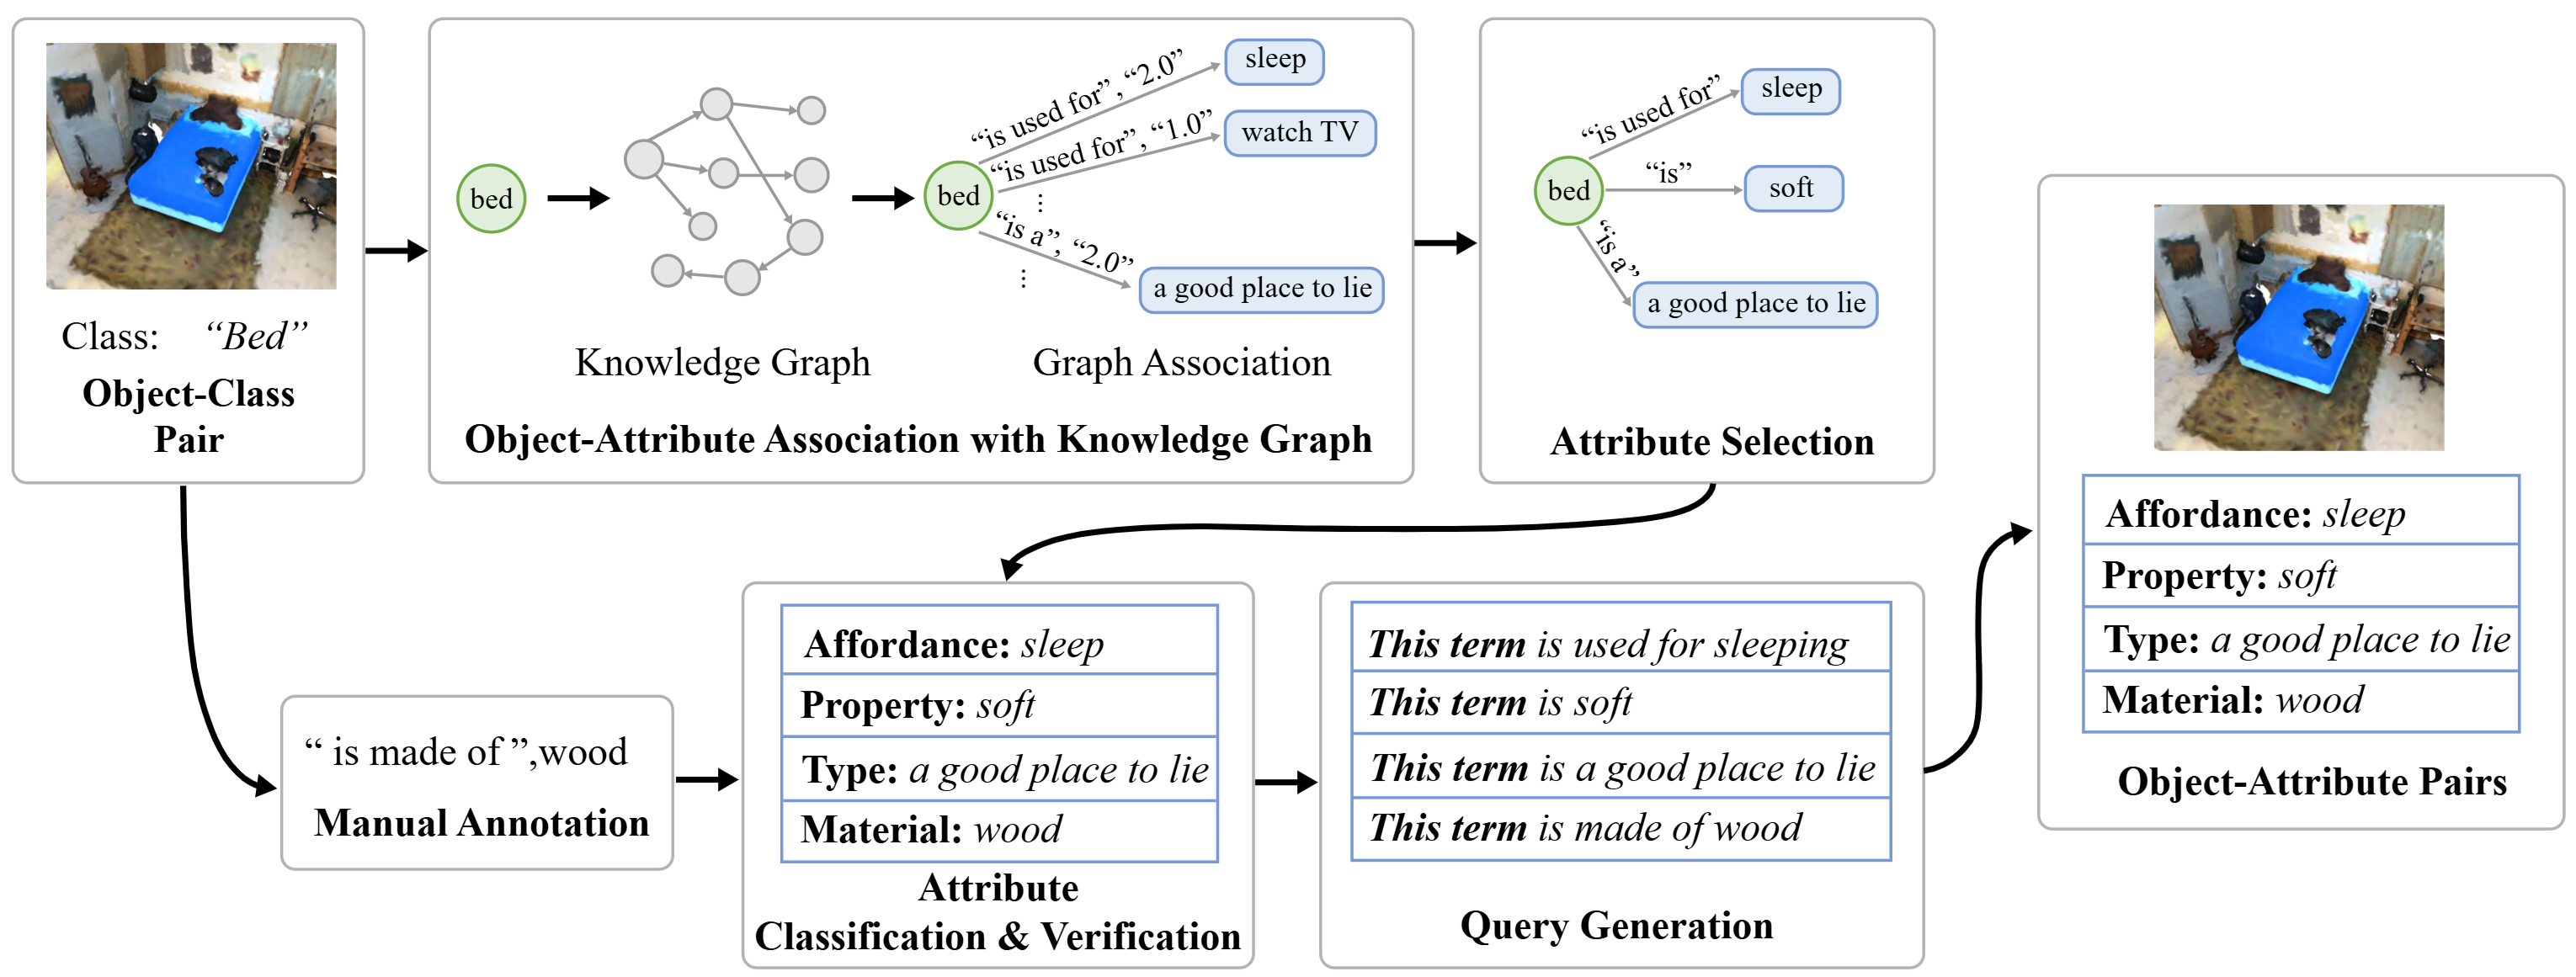 Class: “Bed”
Object-Class
Pair
bed
Knowledge Graph
bed
“is used for”, “2.0”
sleep
“is used for”, “1.0”
watch TV
⋮
“is a”, “2.0”
a good place to lie
⋮
Graph Association
Object-Attribute Association with Knowledge Graph
bed
“is used for”
sleep
“is”
soft
“is a”
a good place to lie
Attribute Selection
“ is made of ”,wood
Manual Annotation
Affordance: sleep
Property: soft
Type: a good place to lie
Material: wood
Attribute
Classification & Verification
This term is used for sleeping
This term is soft
This term is a good place to lie
This term is made of wood
Query Generation
Affordance: sleep
Property: soft
Type: a good place to lie
Material: wood
Object-Attribute Pairs